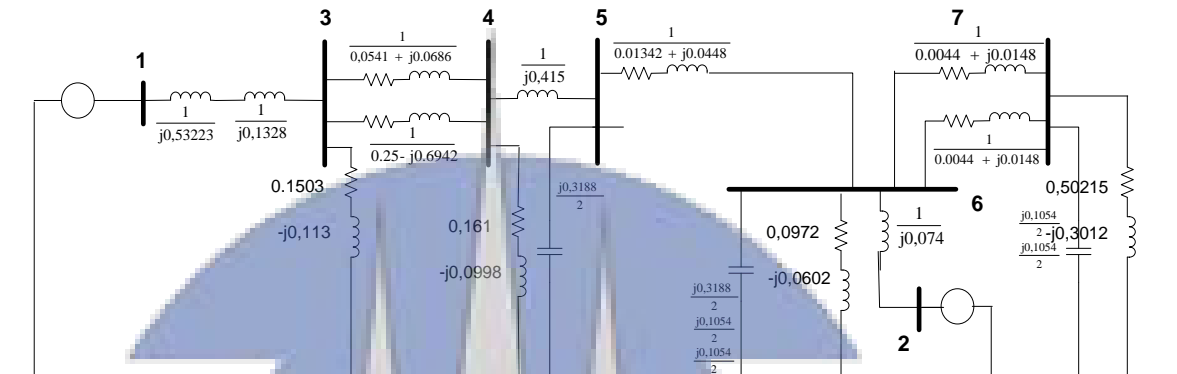 3
4
5
7
1
1
0,0541 + j0.0686
1
j0,415
1
0.01342 + j0.0448
1
0.0044 + j0.0148
1
j0,53223
1
j0,1328
1
0.25- j0.6942
1
0.0044 + j0.0148
0.1503
-j0,113
0,161
-j0,0998
j0,3188
2
0,0972
-j0,0602
1
j0,074
6
0,50215
j0,1054
2
-j0,3012
j0,1054
2
j0,3188
2
j0,1054
2
j0,1054
2
2